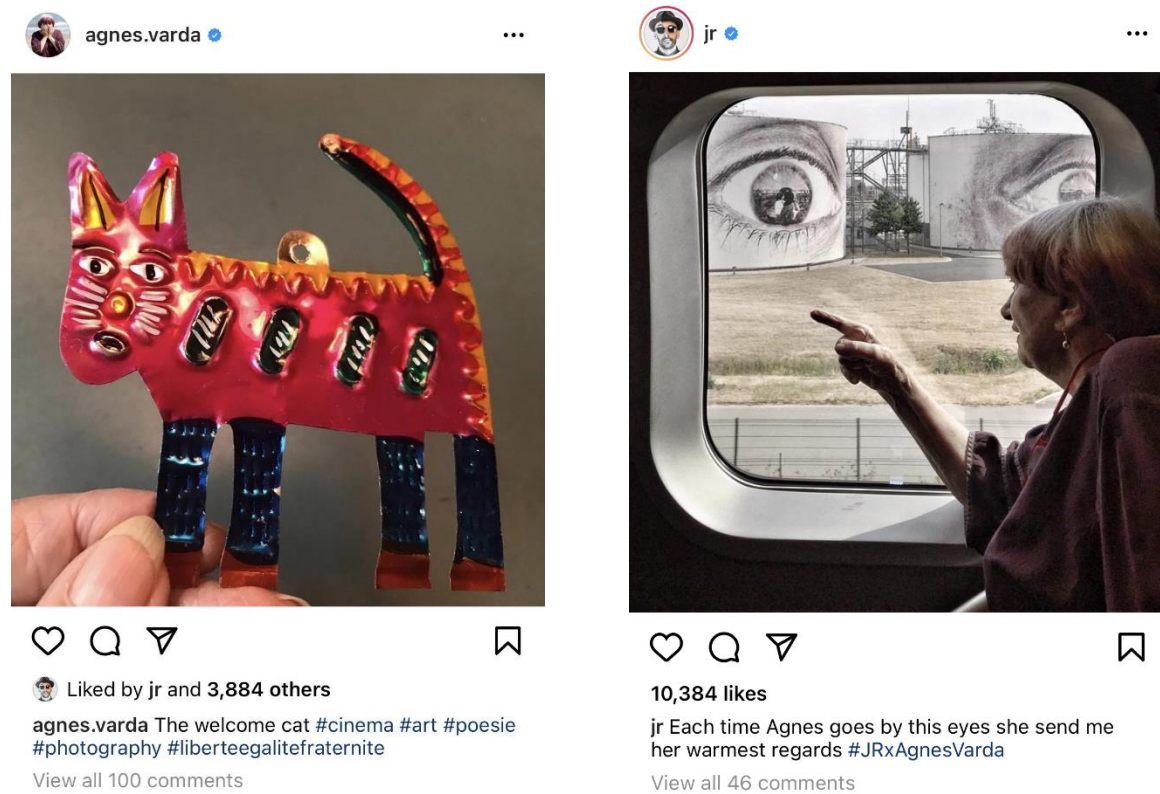 agnes.varda
Liked by jr and 3,884 others
agnes.varda The welcome cat #cinema #art #poesie
#photography #liberteegalitefraternite
View all 100 comments
jr
10,384 likes
jr Each time Agnes goes by this eyes she send me
her warmest regards #JRxAgnesVarda
View all 46 comments